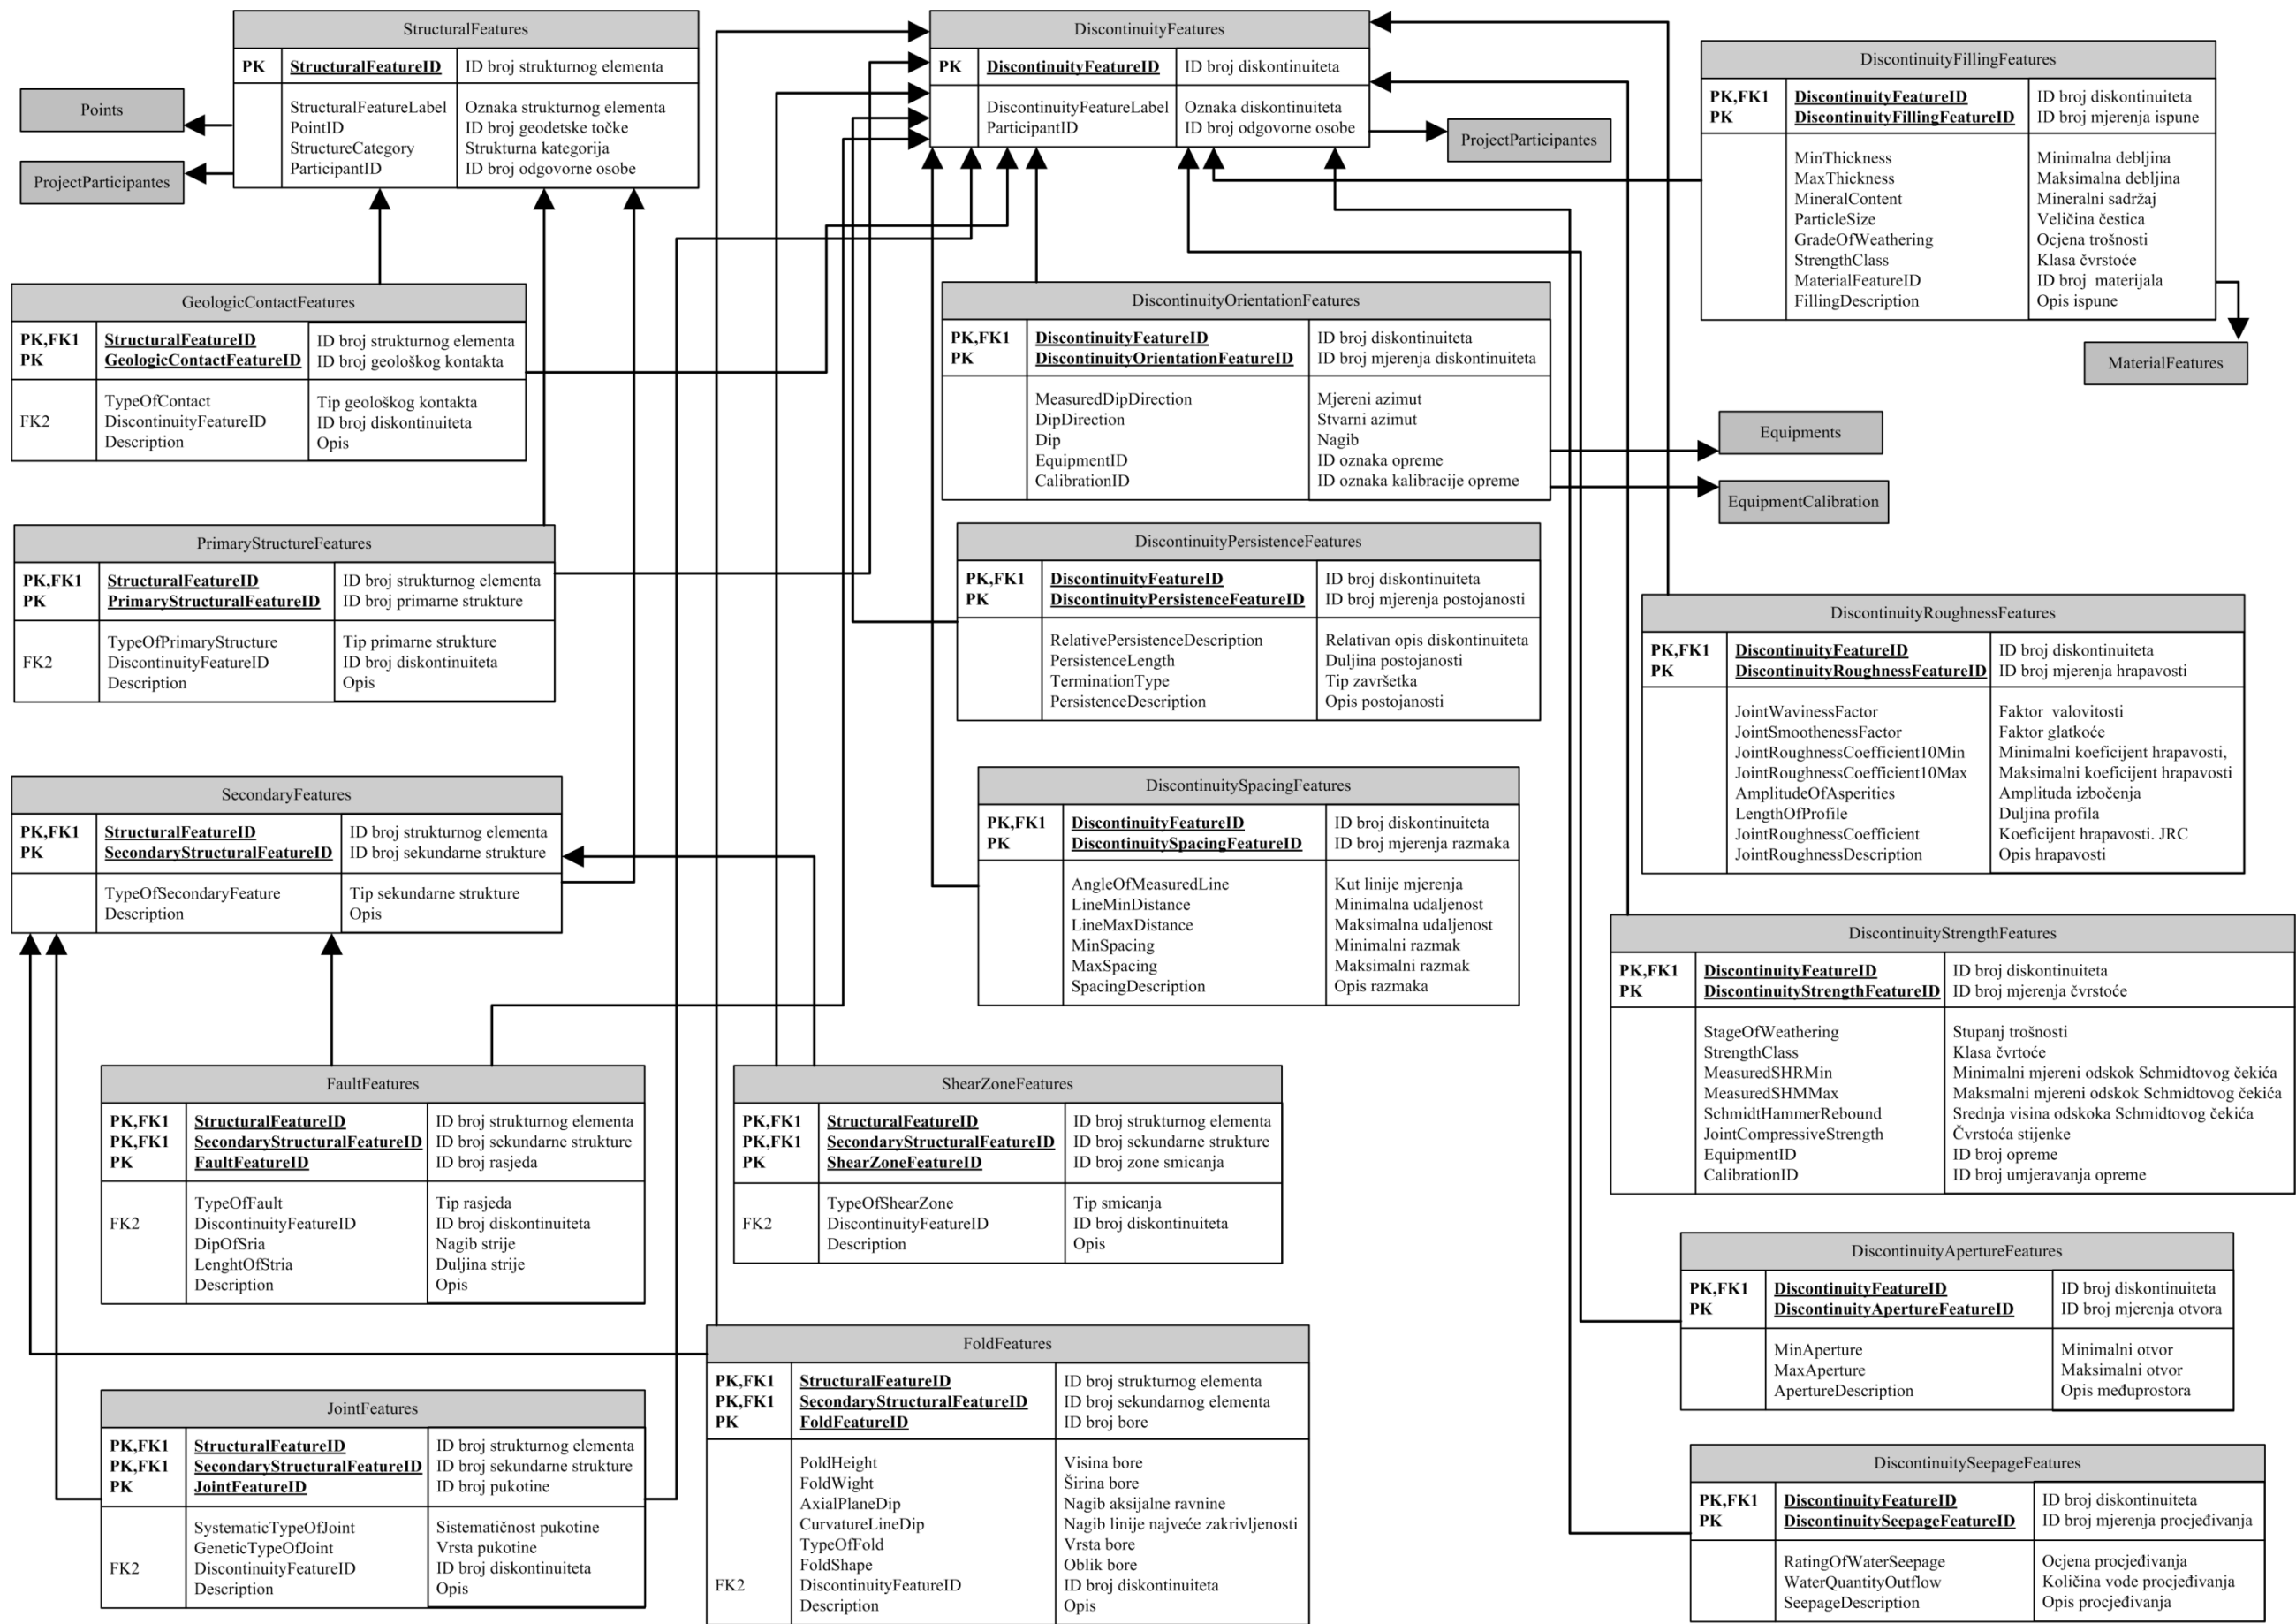 StructuralFeatures
PK StructuralFeatureID ID broj strukturnog elementa
StructuralFeatureLabel Oznaka strukturnog elementa
PointID ID broj geodetske točke
StructureCategory Strukturna kategorija
ParticipantID ID broj odgovorne osobe
Points
ProjectParticipantes
DiscontinuityFeatures
PK DiscontinuityFeatureID ID broj diskontinuiteta
DiscontinuityFeatureLabel Oznaka diskontinuiteta
ParticipantID ID broj odgovorne osobe
ProjectParticipantes
DiscontinuityFillingFeatures
PK,FK1 DiscontinuityFeatureID ID broj diskontinuiteta
PK DiscontinuityFillingFeatureID ID broj mjerenja ispune
MinThickness Minimalna debljina
MaxThickness Maksimalna debljina
MineralContent Mineralni sadržaj
ParticleSize Veličina čestica
GradeOfWeathering Ocjena trošnosti
StrengthClass Klasa čvrstoće
MaterialFeatureID ID broj materijala
FillingDescription Opis ispune
MaterialFeatures
GeologicContactFeatures
PK,FK1 StructuralFeatureID ID broj strukturnog elementa
PK GeologicContactFeatureID ID broj geološkog kontakta
TypeOfContact Tip geološkog kontakta
FK2 DiscontinuityFeatureID ID broj diskontinuiteta
Description Opis
DiscontinuityOrientationFeatures
PK,FK1 DiscontinuityFeatureID ID broj diskontinuiteta
PK DiscontinuityOrientationFeatureID ID broj mjerenja diskontinuiteta
MeasuredDipDirection Mjereni azimut
DipDirection Stvarni azimut
Dip Nagib
EquipmentID ID oznaka opreme
CalibrationID ID oznaka kalibracije opreme
Equipments
EquipmentCalibration
PrimaryStructureFeatures
PK,FK1 StructuralFeatureID ID broj strukturnog elementa
PK PrimaryStructuralFeatureID ID broj primarne strukture
TypeOfPrimaryStructure Tip primarne strukture
FK2 DiscontinuityFeatureID ID broj diskontinuiteta
Description Opis
DiscontinuityPersistenceFeatures
PK,FK1 DiscontinuityFeatureID ID broj diskontinuiteta
PK DiscontinuityPersistenceFeatureID ID broj mjerenja postojanosti
RelativePersistenceDescription Relativan opis diskontinuiteta
PersistenceLength Duljina postojanosti
TerminationType Tip završetka
PersistenceDescription Opis postojanosti
DiscontinuityRoughnessFeatures
PK,FK1 DiscontinuityFeatureID ID broj diskontinuiteta
PK DiscontinuityRoughnessFeatureID ID broj mjerenja hrapavosti
JointWavinessFactor Faktor valovitosti
JointSmoothenessFactor Faktor glatkoće
JointRoughnessCoefficient10Min Minimalni koeficijent hrapavosti,
JointRoughnessCoefficient10Max Maksimalni koeficijent hrapavosti
AmplitudeOfAsperities Amplituda izbočenja
LengthOfProfile Duljina profila
JointRoughnessCoefficient Koeficijent hrapavosti. JRC
JointRoughnessDescription Opis hrapavosti
SecondaryFeatures
PK,FK1 StructuralFeatureID ID broj strukturnog elementa
PK SecondaryStructuralFeatureID ID broj sekundarne strukture
TypeOfSecondaryFeature Tip sekundarne strukture
Description Opis
DiscontinuitySpacingFeatures
PK,FK1 DiscontinuityFeatureID ID broj diskontinuiteta
PK DiscontinuitySpacingFeatureID ID broj mjerenja razmaka
AngleOfMeasuredLine Kut linije mjerenja
LineMinDistance Minimalna udaljenost
LineMaxDistance Maksimalna udaljenost
MinSpacing Minimalni razmak
MaxSpacing Maksimalni razmak
SpacingDescription Opis razmaka
DiscontinuityStrengthFeatures
PK,FK1 DiscontinuityFeatureID ID broj diskontinuiteta
PK DiscontinuityStrengthFeatureID ID broj mjerenja čvrstoće
StageOfWeathering Stupanj trošnosti
StrengthClass Klasa čvrtoće
MeasuredSHRMin Minimalni mjereni odskok Schmidtovog čekića
MeasuredSHMMax Maksmalni mjereni odskok Schmidtovog čekića
SchmidtHammerRebound Srednja visina odskoka Schmidtovog čekića
JointCompressiveStrength Čvrstoća stijenke
EquipmentID ID broj opreme
CalibrationID ID broj umjeravanja opreme
FaultFeatures
PK,FK1 StructuralFeatureID ID broj strukturnog elementa
PK,FK1 SecondaryStructuralFeatureID ID broj sekundarne strukture
PK FaultFeatureID ID broj rasjeda
TypeOfFault Tip rasjeda
FK2 DiscontinuityFeatureID ID broj diskontinuiteta
DipOfSria Nagib strije
LenghtOfStria Duljina strije
Description Opis
ShearZoneFeatures
PK,FK1 StructuralFeatureID ID broj strukturnog elementa
PK,FK1 SecondaryStructuralFeatureID ID broj sekundarne strukture
PK ShearZoneFeatureID ID broj zone smicanja
TypeOfShearZone Tip smicanja
FK2 DiscontinuityFeatureID ID broj diskontinuiteta
Description Opis
DiscontinuityApertureFeatures
PK,FK1 DiscontinuityFeatureID ID broj diskontinuiteta
PK DiscontinuityApertureFeatureID ID broj mjerenja otvora
MinAperture Minimalni otvor
MaxAperture Maksimalni otvor
ApertureDescription Opis međuprostora
FoldFeatures
PK,FK1 StructuralFeatureID ID broj strukturnog elementa
PK,FK1 SecondaryStructuralFeatureID ID broj sekundarnog elementa
PK FoldFeatureID ID broj bore
PoldHeight Visina bore
FoldWight Širina bore
AxialPlaneDip Nagib aksijalne ravnine
CurvatureLineDip Nagib linije najveće zakrivljenosti
TypeOfFold Vrsta bore
FoldShape Oblik bore
FK2 DiscontinuityFeatureID ID broj diskontinuiteta
Description Opis
JointFeatures
PK,FK1 StructuralFeatureID ID broj strukturnog elementa
PK,FK1 SecondaryStructuralFeatureID ID broj sekundarne strukture
PK JointFeatureID ID broj pukotine
SystematicTypeOfJoint Sistematičnost pukotine
GeneticTypeOfJoint Vrsta pukotine
FK2 DiscontinuityFeatureID ID broj diskontinuiteta
Description Opis
DiscontinuitySeepageFeatures
PK,FK1 DiscontinuityFeatureID ID broj diskontinuiteta
PK DiscontinuitySeepageFeatureID ID broj mjerenja procjeđivanja
RatingOfWaterSeepage Ocjena procjeđivanja
WaterQuantityOutflow Količina vode procjeđivanja
SeepageDescription Opis procjeđivanja